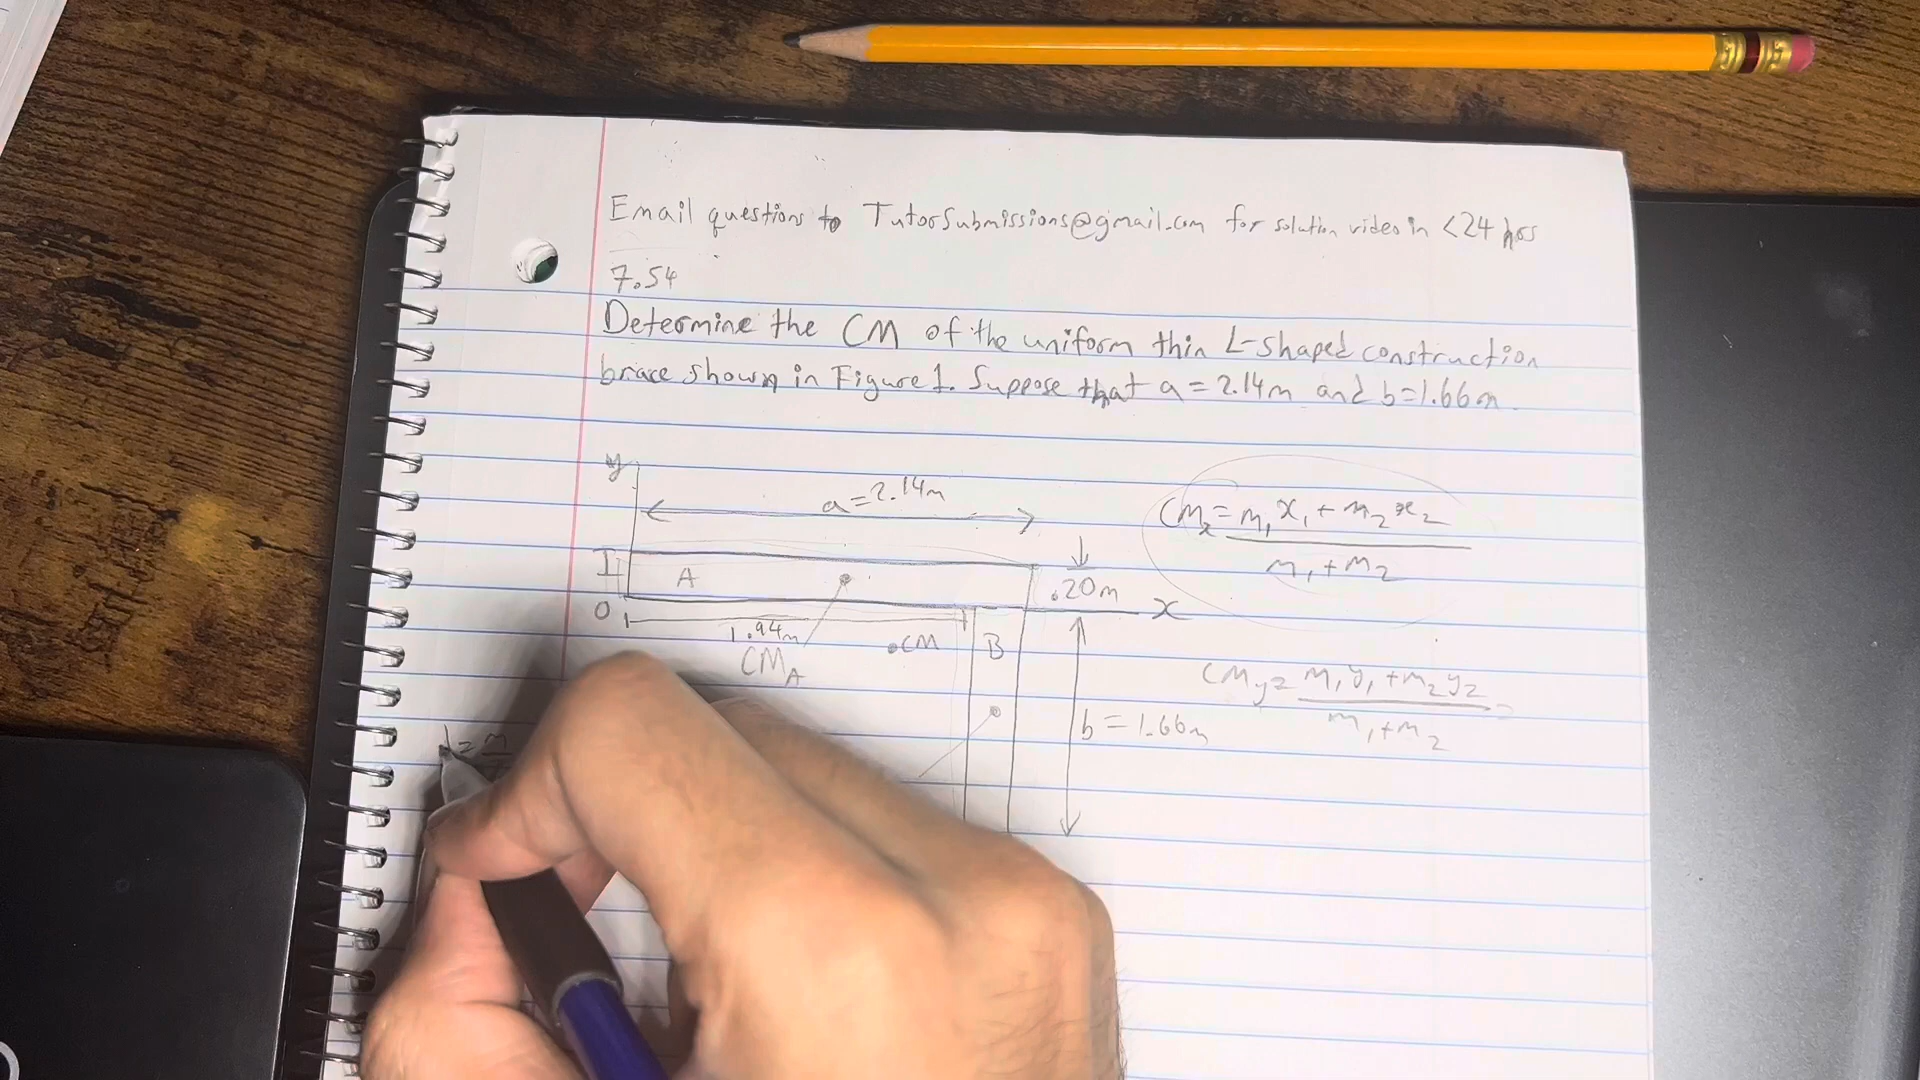 Email questions to TutorSubmissions@gmail.com for solution video in <24 hrs
7.54
Determine the CM of the uniform thin L-shaped construction
brace shown in Figure 1. Suppose that a = 2.14m and b=1.66m
y
a=2.14m
CMx = m₁x₁ + m₂x₂
m₁ + m₂
A
.20m
0
x
1.94m
.CM
B
CMA
CMy = m₁y₁ + m₂y₂
m₁ + m₂
b = 1.66m